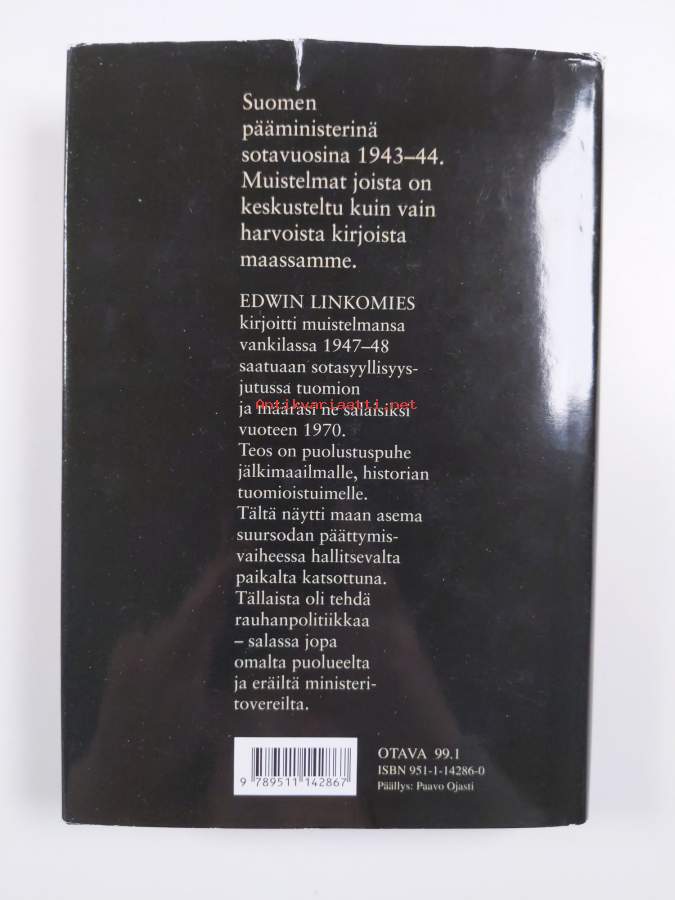 Suomen
pääministerinä
sotavuosina 1943–44.
Muistelmat joista on
keskusteltu kuin vain
harvoista kirjoista
maassamme.
EDWIN LINKOMIES
kirjoitti muistelmansa
vankilassa 1947–48
saatuaan sotasyyllisyys-
jutussa tuomion
Antikvariaatti.net
ja määräsi ne salaisiksi
vuoteen 1970.
Teos on puolustuspuhe
jälkimaailmalle, historian
tuomioistuimelle.
Tältä näytti maan asema
suursodan päättymis-
vaiheessa hallitsevalta
paikalta katsottuna.
Tällaista oli tehdä
rauhanpolitiikkaa
– salassa jopa
omalta puolueelta
ja eräiltä ministeri-
tovereilta.
9 789511 142867
OTAVA 99.1
ISBN 951-1-14286-0
Päällys: Paavo Ojasti